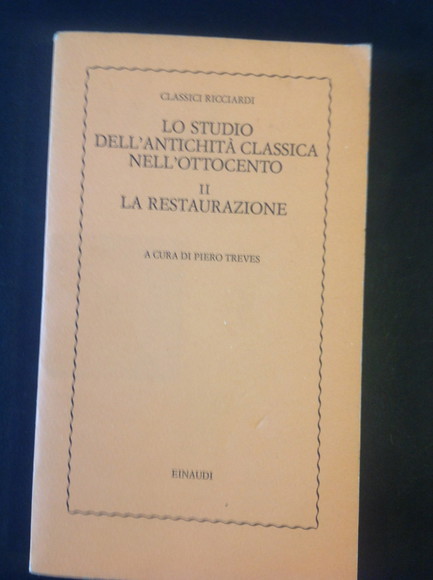 CLASSICI RICCIARDI
LO STUDIO
DELL'ANTICHITÀ CLASSICA
NELL'OTTOCENTO
II
LA RESTAURAZIONE
A CURA DI PIERO TREVES
EINAUDI